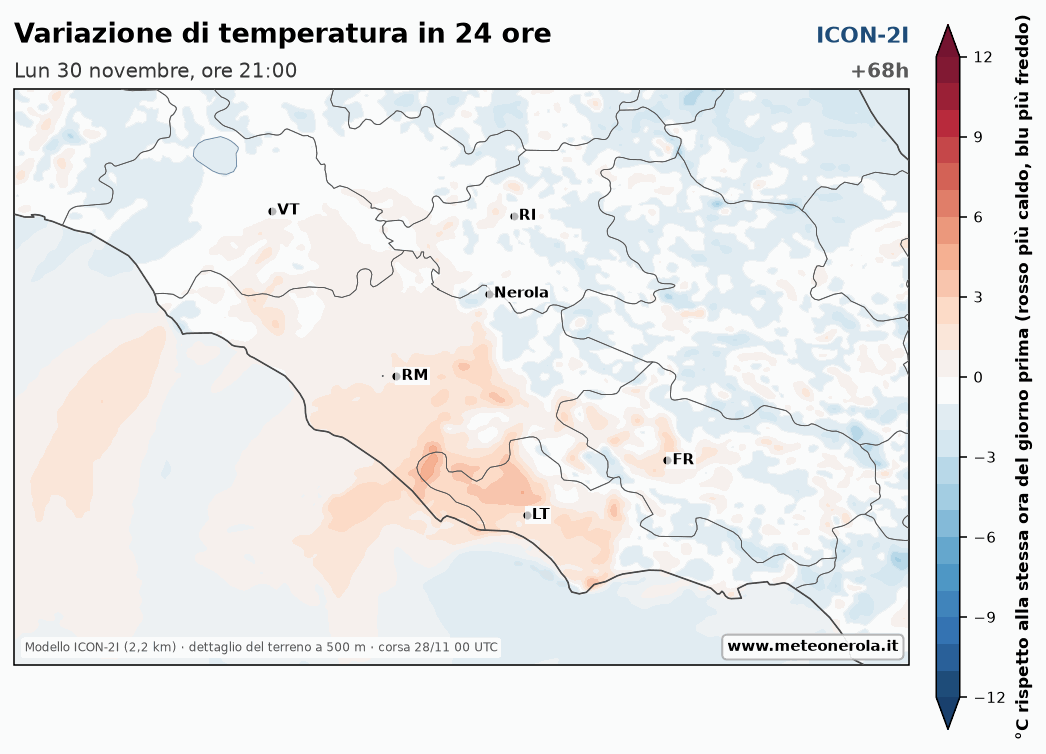 Variazione di temperatura in 24 ore
ICON-2I
Lun 30 novembre, ore 21:00
+68h
VT
RI
Nerola
RM
FR
LT
Modello ICON-2I (2,2 km) · dettaglio del terreno a 500 m · corsa 28/11 00 UTC
www.meteonerola.it
12
9
6
3
0
−3
−6
−9
−12
°C rispetto alla stessa ora del giorno prima (rosso più caldo, blu più freddo)